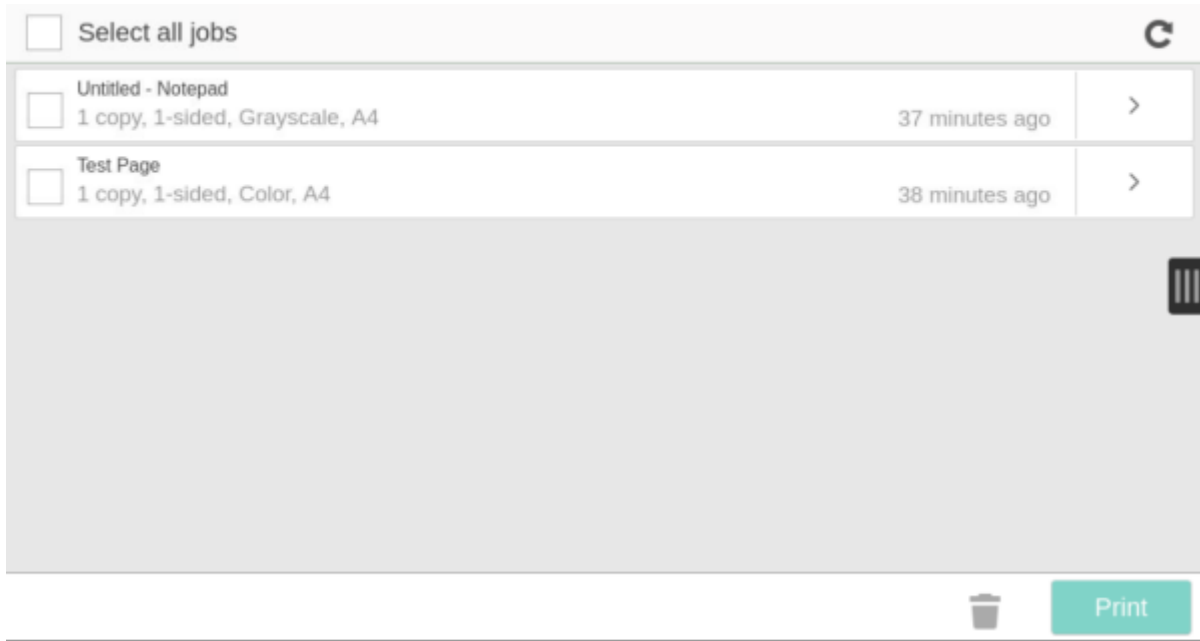 Select all jobs
Untitled - Notepad
1 copy, 1-sided, Grayscale, A4
37 minutes ago
Test Page
1 copy, 1-sided, Color, A4
38 minutes ago
Print